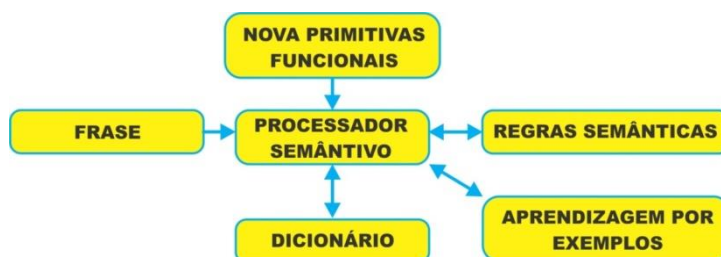 NOVA PRIMITIVAS
FUNCIONAIS
FRASE
PROCESSADOR
SEMÂNTIVO
REGRAS SEMÂNTICAS
DICIONÁRIO
APRENDIZAGEM POR
EXEMPLOS